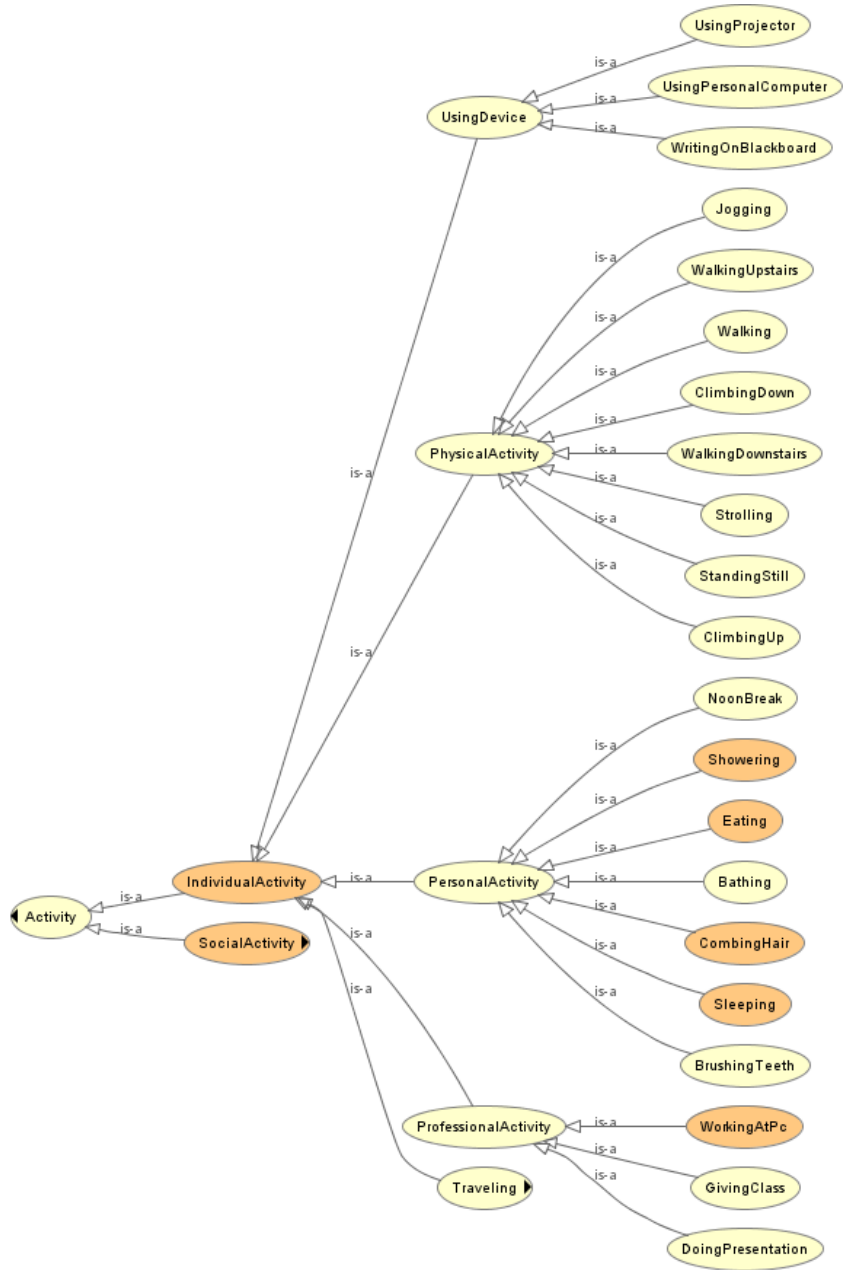 UsingProjector
is-a
UsingPersonalComputer
UsingDevice
is-a
is-a
WritingOnBlackboard
Jogging
is-a
WalkingUpstairs
is-a
Walking
is-a
ClimbingDown
is-a
PhysicalActivity
is-a
WalkingDownstairs
is-a
is-a
Strolling
is-a
StandingStill
is-a
ClimbingUp
is-a
NoonBreak
is-a
Showering
is-a
Eating
is-a
IndividualActivity
is-a
PersonalActivity
is-a
Bathing
is-a
Activity
is-a
is-a
SocialActivity
is-a
CombingHair
is-a
is-a
is-a
Sleeping
BrushingTeeth
ProfessionalActivity
is-a
WorkingAtPc
is-a
is-a
Traveling
GivingClass
DoingPresentation